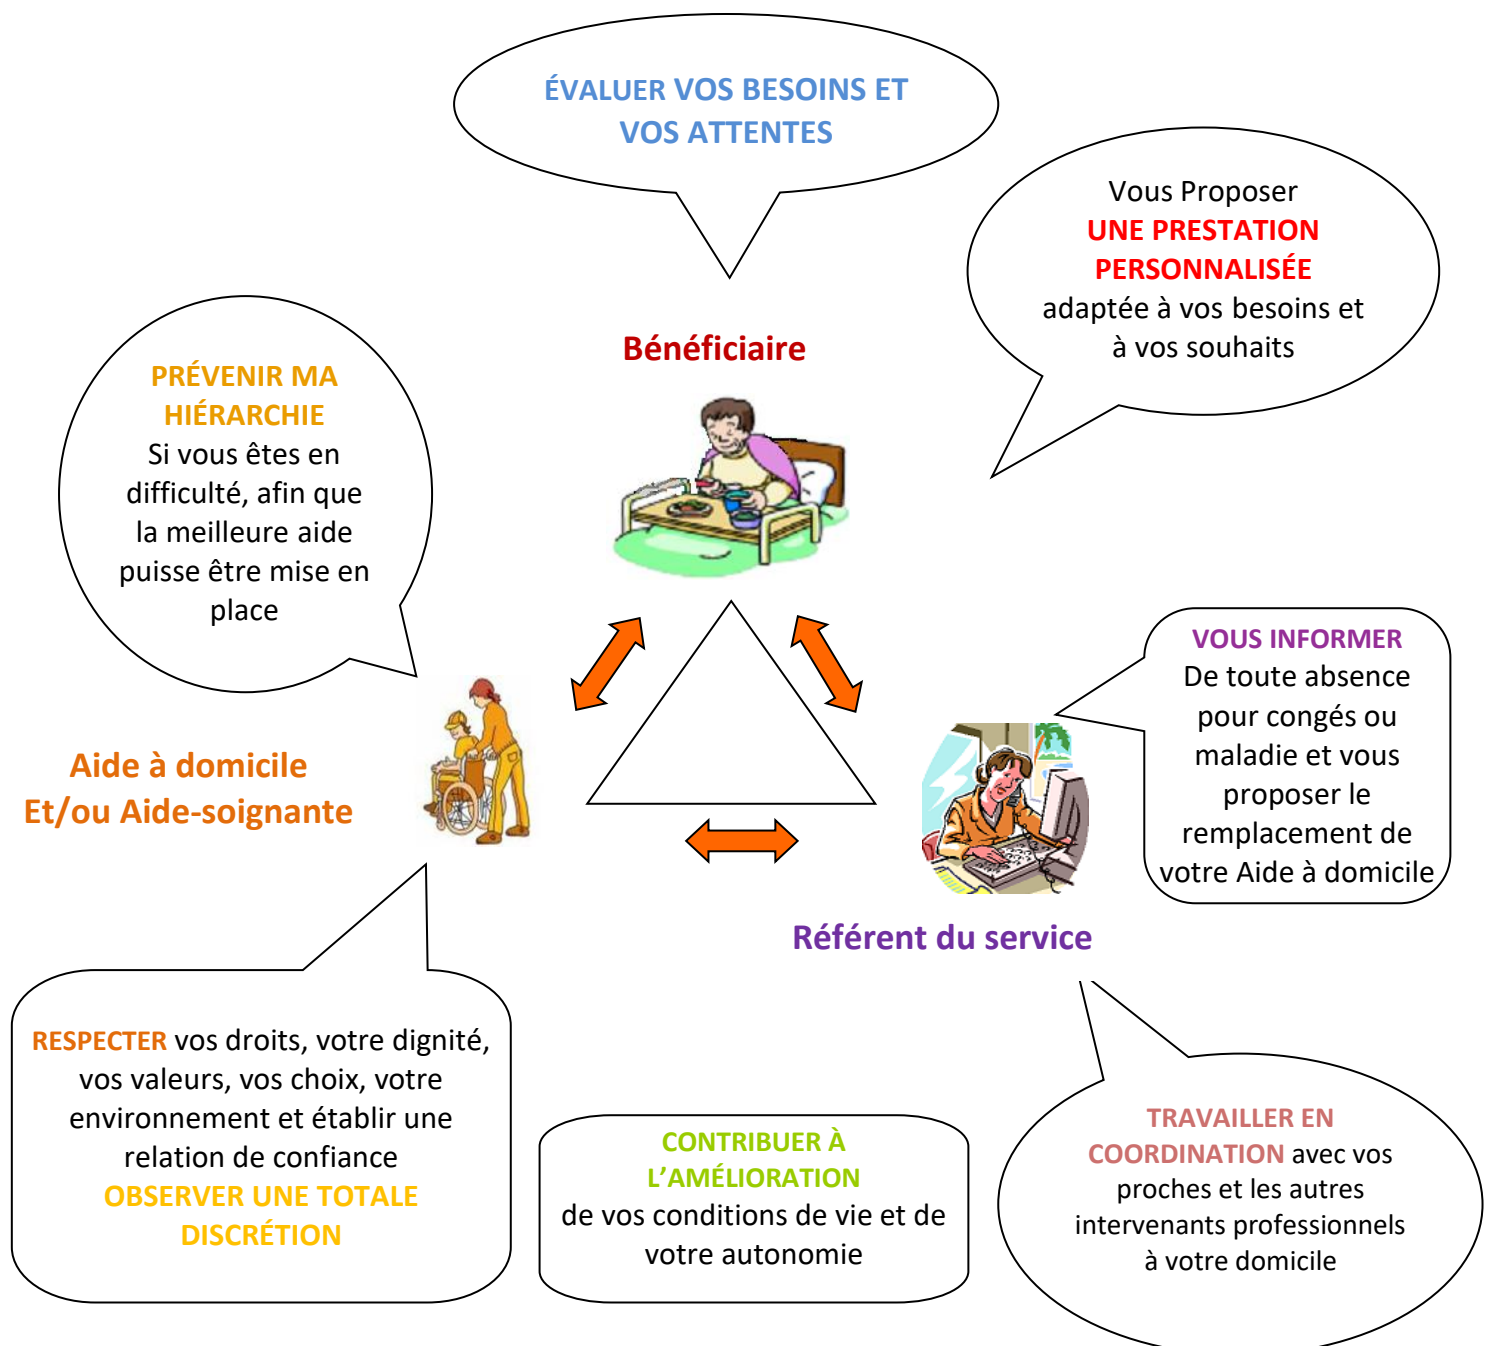 ÉVALUER VOS BESOINS ET
VOS ATTENTES
Vous Proposer
UNE PRESTATION
PERSONNALISÉE
adaptée à vos besoins et
à vos souhaits
Bénéficiaire
PRÉVENIR MA
HIÉRARCHIE
Si vous êtes en
difficulté, afin que
la meilleure aide
puisse être mise en
place
VOUS INFORMER
De toute absence
pour congés ou
maladie et vous
proposer le
remplacement de
votre Aide à domicile
Aide à domicile
Et/ou Aide-soignante
Référent du service
RESPECTER vos droits, votre dignité,
vos valeurs, vos choix, votre
environnement et établir une
relation de confiance
OBSERVER UNE TOTALE
DISCRÉTION
CONTRIBUER À
L’AMÉLIORATION
de vos conditions de vie et de
votre autonomie
TRAVAILLER EN
COORDINATION avec vos
proches et les autres
intervenants professionnels
à votre domicile